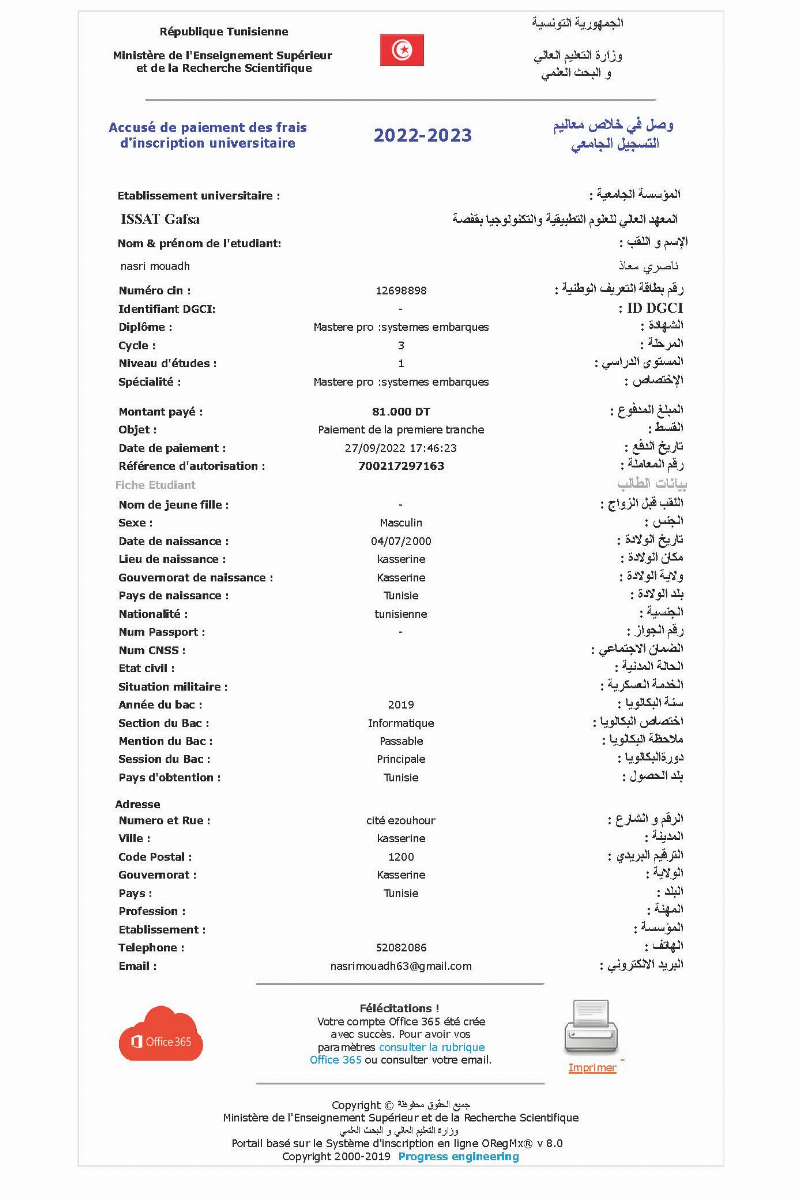 République Tunisienne
Ministère de l'Enseignement Supérieur
et de la Recherche Scientifique
الجمهورية التونسية
وزارة التعليم العالي
و البحث العلمي
Accusé de paiement des frais
d'inscription universitaire
2022-2023
وصل في خلاص معاليم
التسجيل الجامعي
Etablissement universitaire : المؤسسة الجامعية :
ISSAT Gafsa المعهد العالي للعلوم التطبيقية والتكنولوجيا بقفصة
Nom & prénom de l'etudiant: الإسم و اللقب :
nasri mouadh ناصري معاذ
Numéro cin : 12698898 رقم بطاقة التعريف الوطنية :
Identifiant DGCI: - ID DGCI :
Diplôme : Mastere pro :systemes embarques الشهادة :
Cycle : 3 المرحلة :
Niveau d'études : 1 المستوى الدراسي :
Spécialité : Mastere pro :systemes embarques الإختصاص :
Montant payé : 81.000 DT المبلغ المدفوع :
Objet : Paiement de la premiere tranche القسط :
Date de paiement : 27/09/2022 17:46:23 تاريخ الدفع :
Référence d'autorisation : 700217297163 رقم المعاملة :
Fiche Etudiant بيانات الطالب
Nom de jeune fille : - اللقب قبل الزواج :
Sexe : Masculin الجنس :
Date de naissance : 04/07/2000 تاريخ الولادة :
Lieu de naissance : kasserine مكان الولادة :
Gouvernorat de naissance : Kasserine ولاية الولادة :
Pays de naissance : Tunisie بلد الولادة :
Nationalité : tunisienne الجنسية :
Num Passport : - رقم الجواز :
Num CNSS : الضمان الاجتماعي :
Etat civil : الحالة المدنية :
Situation militaire : الخدمة العسكرية :
Année du bac : 2019 سنة البكالويا :
Section du Bac : Informatique اختصاص البكالويا :
Mention du Bac : Passable ملاحظة البكالويا :
Session du Bac : Principale دورةالبكالويا :
Pays d'obtention : Tunisie بلد الحصول :
Adresse
Numero et Rue : cité ezouhour الرقم و الشارع :
Ville : kasserine المدينة :
Code Postal : 1200 الترقيم البريدي :
Gouvernorat : Kasserine الولاية :
Pays : Tunisie البلد :
Profession : المهنة :
Etablissement : المؤسسة :
Telephone : 52082086 الهاتف :
Email : nasrimouadh63@gmail.com البريد الالكتروني :
Office 365
Félécitations !
Votre compte Office 365 été crée
avec succès. Pour avoir vos
paramètres consulter la rubrique
Office 365 ou consulter votre email.
Imprimer
Copyright © جميع الحقوق محفوظة
Ministère de l'Enseignement Supérieur et de la Recherche Scientifique
وزارة التعليم العالي و البحث العلمي
Portail basé sur le Système d'inscription en ligne ORegMx® v 8.0
Copyright 2000-2019 Progress engineering